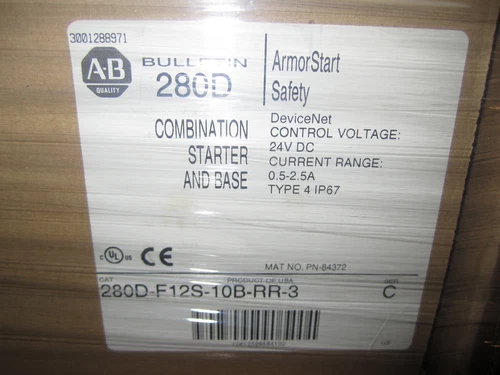 3001288971
A-B
QUALITY
BULLETIN
280D
ArmorStart
Safety
COMBINATION
STARTER
AND BASE
DeviceNet
CONTROL VOLTAGE:
24V DC
CURRENT RANGE:
0.5-2.5A
TYPE 4 IP67
C UL US CE
MAT NO. PN-84372
CAT PRODUCT OF USA SER
280D-F12S-10B-RR-3 C